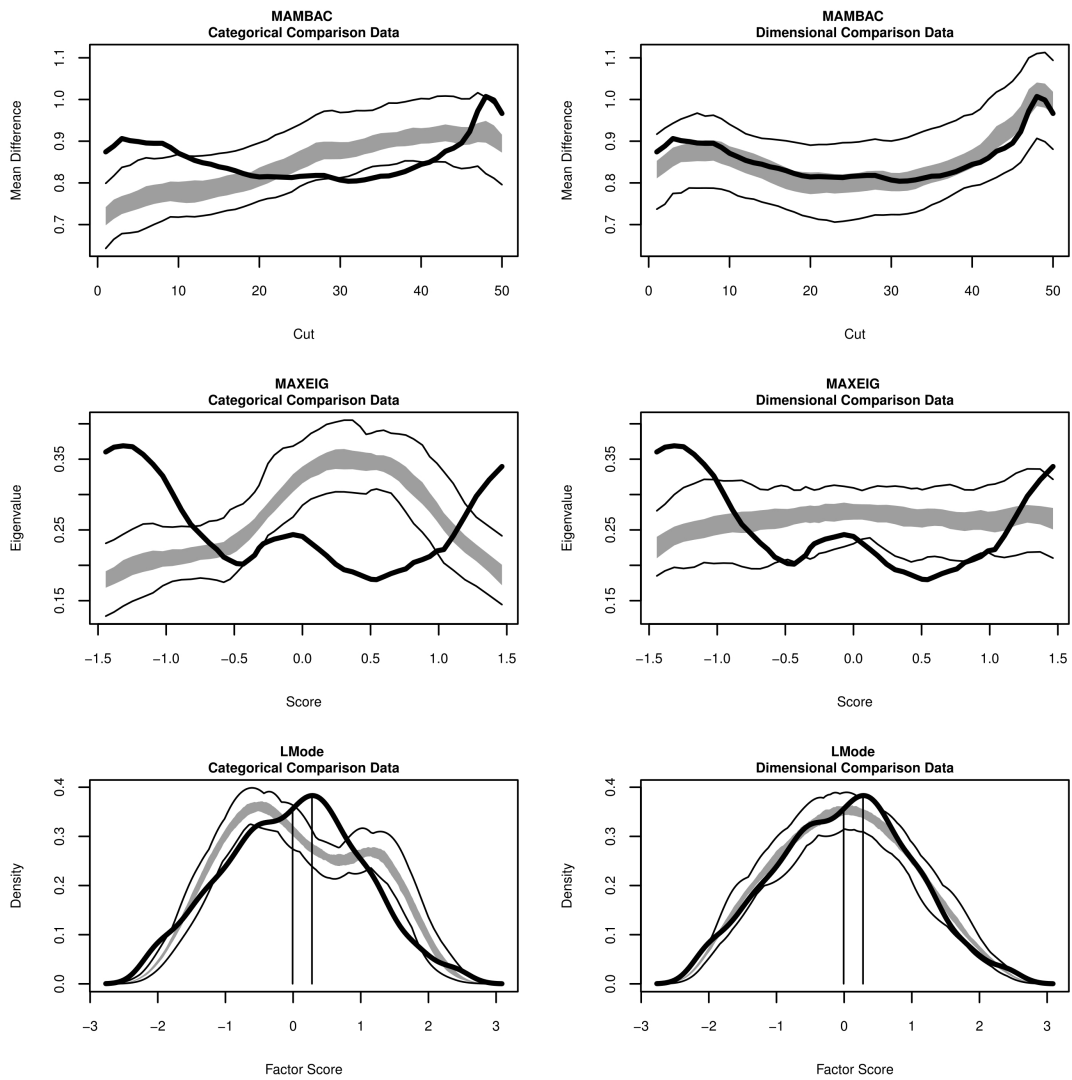 MAMBAC
Categorical Comparison Data
Mean Difference
0.7 0.8 0.9 1.0 1.1
0 10 20 30 40 50
Cut
MAMBAC
Dimensional Comparison Data
Mean Difference
0.7 0.8 0.9 1.0 1.1
0 10 20 30 40 50
Cut
MAXEIG
Categorical Comparison Data
Eigenvalue
0.15 0.25 0.35
−1.5 −1.0 −0.5 0.0 0.5 1.0 1.5
Score
MAXEIG
Dimensional Comparison Data
Eigenvalue
0.15 0.25 0.35
−1.5 −1.0 −0.5 0.0 0.5 1.0 1.5
Score
LMode
Categorical Comparison Data
Density
0.0 0.1 0.2 0.3 0.4
−3 −2 −1 0 1 2 3
Factor Score
LMode
Dimensional Comparison Data
Density
0.0 0.1 0.2 0.3 0.4
−3 −2 −1 0 1 2 3
Factor Score